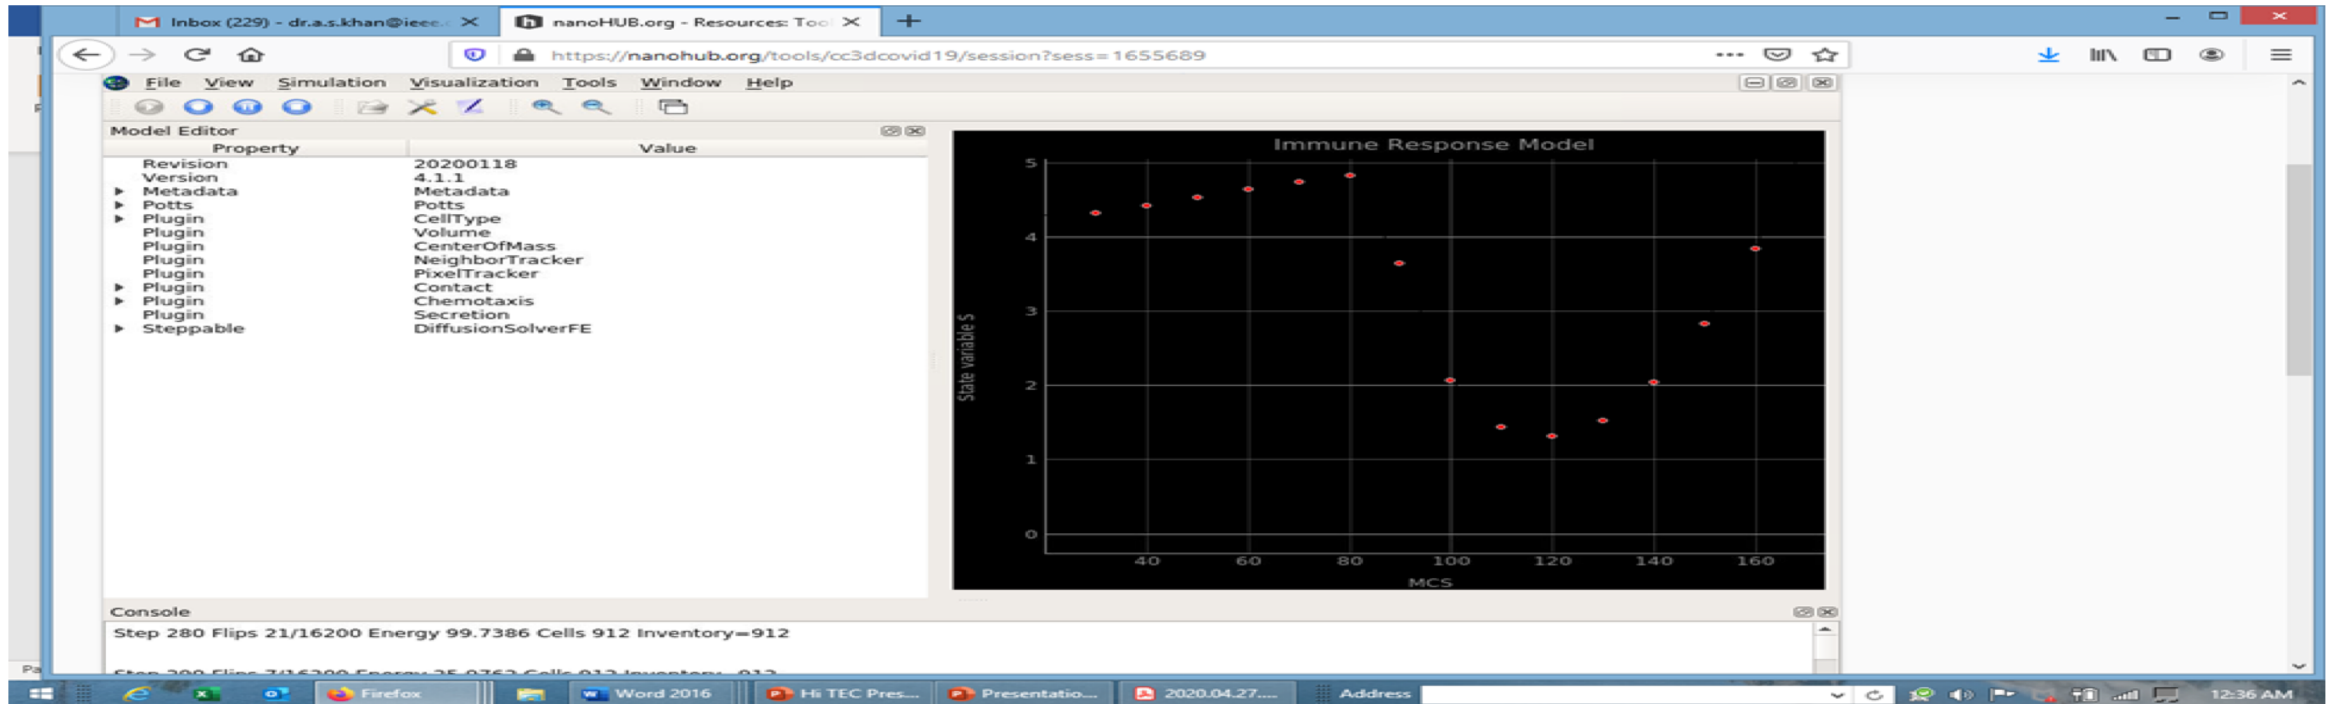 Inbox (229) - dr.a.s.khan@ieee. nanoHUB.org - Resources: Too
https://nanohub.org/tools/cc3dcovid19/session?sess=1655689
File View Simulation Visualization Tools Window Help
Model Editor
Property Value
Revision 20200118
Version 4.1.1
Metadata Metadata
Potts Potts
Plugin CellType
Plugin Volume
Plugin CenterOfMass
Plugin NeighborTracker
Plugin PixelTracker
Plugin Contact
Plugin Chemotaxis
Plugin Secretion
Steppable DiffusionSolverFE
Immune Response Model
5
4
3
2
1
0
State variable S
40 60 80 100 120 140 160
MCS
Console
Step 280 Flips 21/16200 Energy 99.7386 Cells 912 Inventory=912
Pa
Firefox Word 2016 Hi TEC Pres... Presentatio... 2020.04.27.... Address 12:36 AM